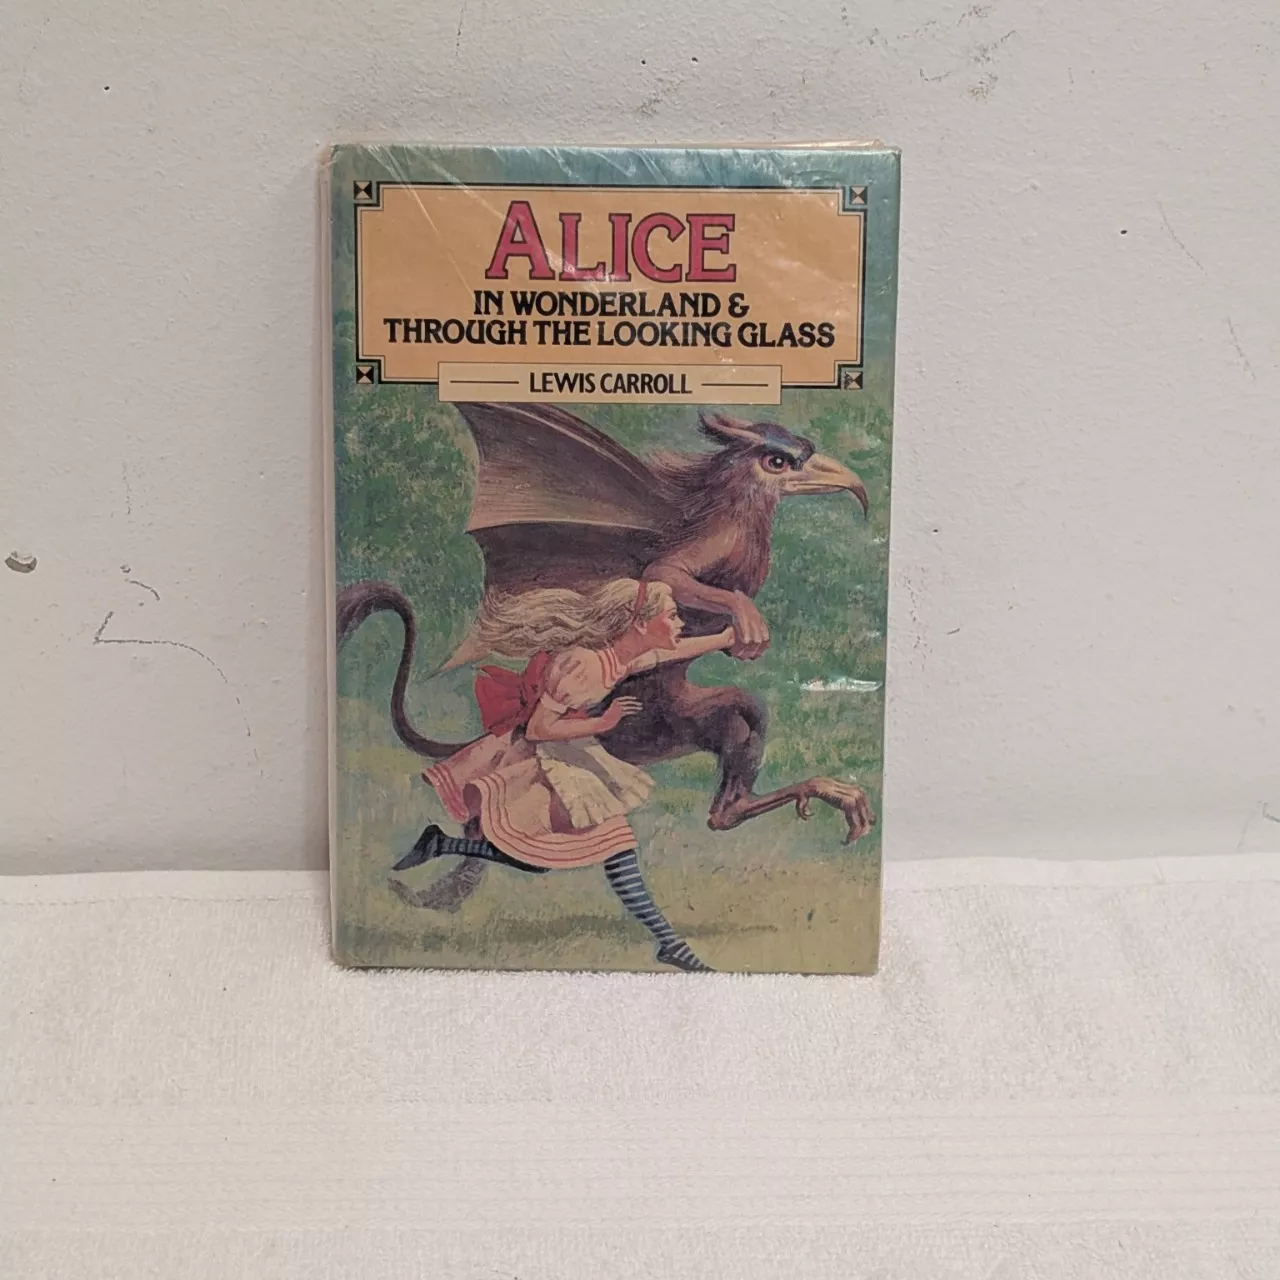 ALICE
IN WONDERLAND &
THROUGH THE LOOKING GLASS
LEWIS CARROLL